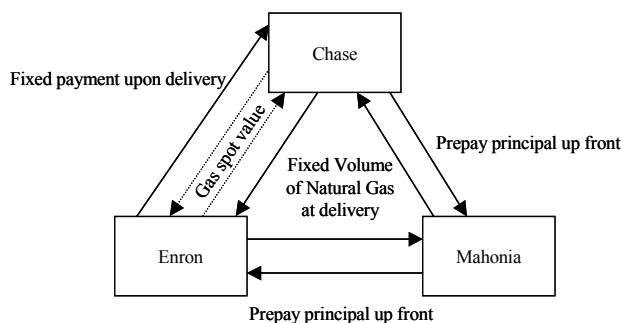 Chase
Fixed payment upon delivery
Gas spot value
Prepay principal up front
Fixed Volume
of Natural Gas
at delivery
Enron
Mahonia
Prepay principal up front